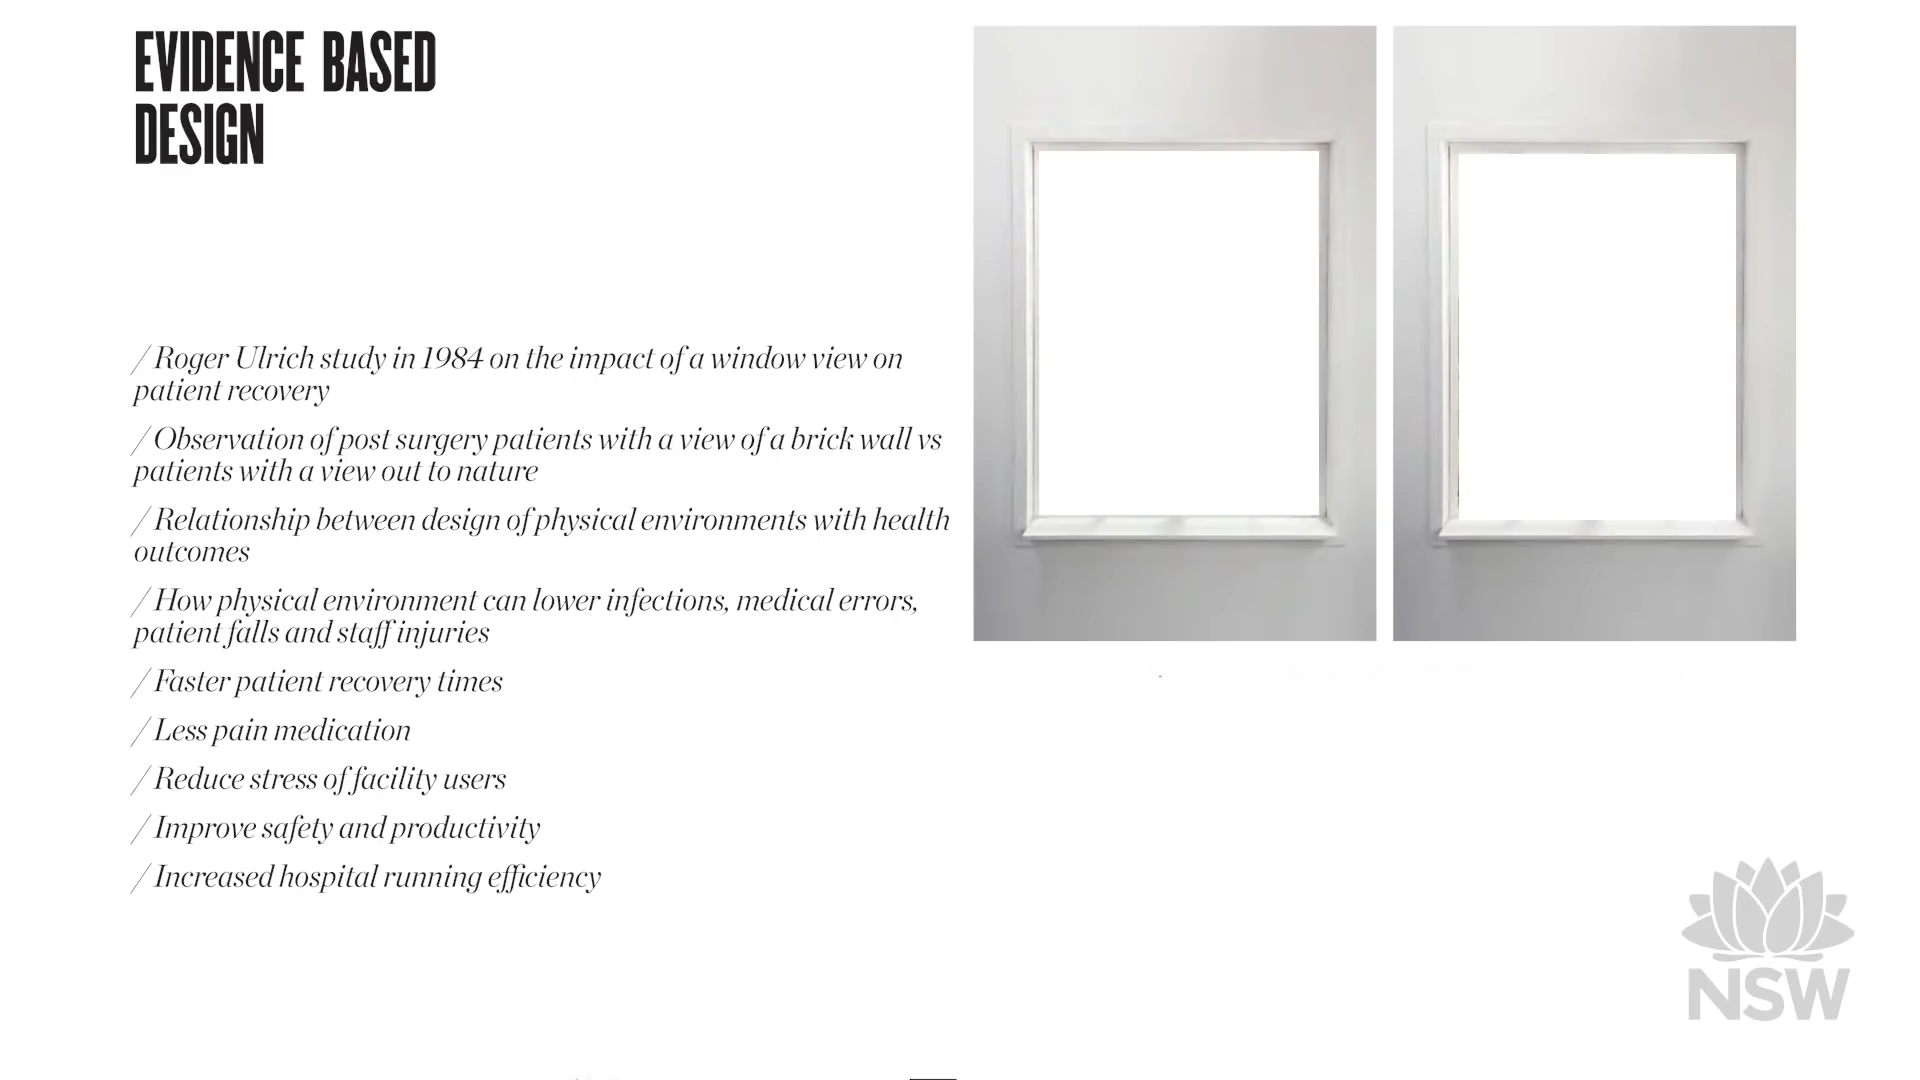 EVIDENCE BASED
DESIGN
/ Roger Ulrich study in 1984 on the impact of a window view on
patient recovery
/ Observation of post surgery patients with a view of a brick wall vs
patients with a view out to nature
/ Relationship between design of physical environments with health
outcomes
/ How physical environment can lower infections, medical errors,
patient falls and staff injuries
/ Faster patient recovery times
/ Less pain medication
/ Reduce stress of facility users
/ Improve safety and productivity
/ Increased hospital running efficiency
NSW